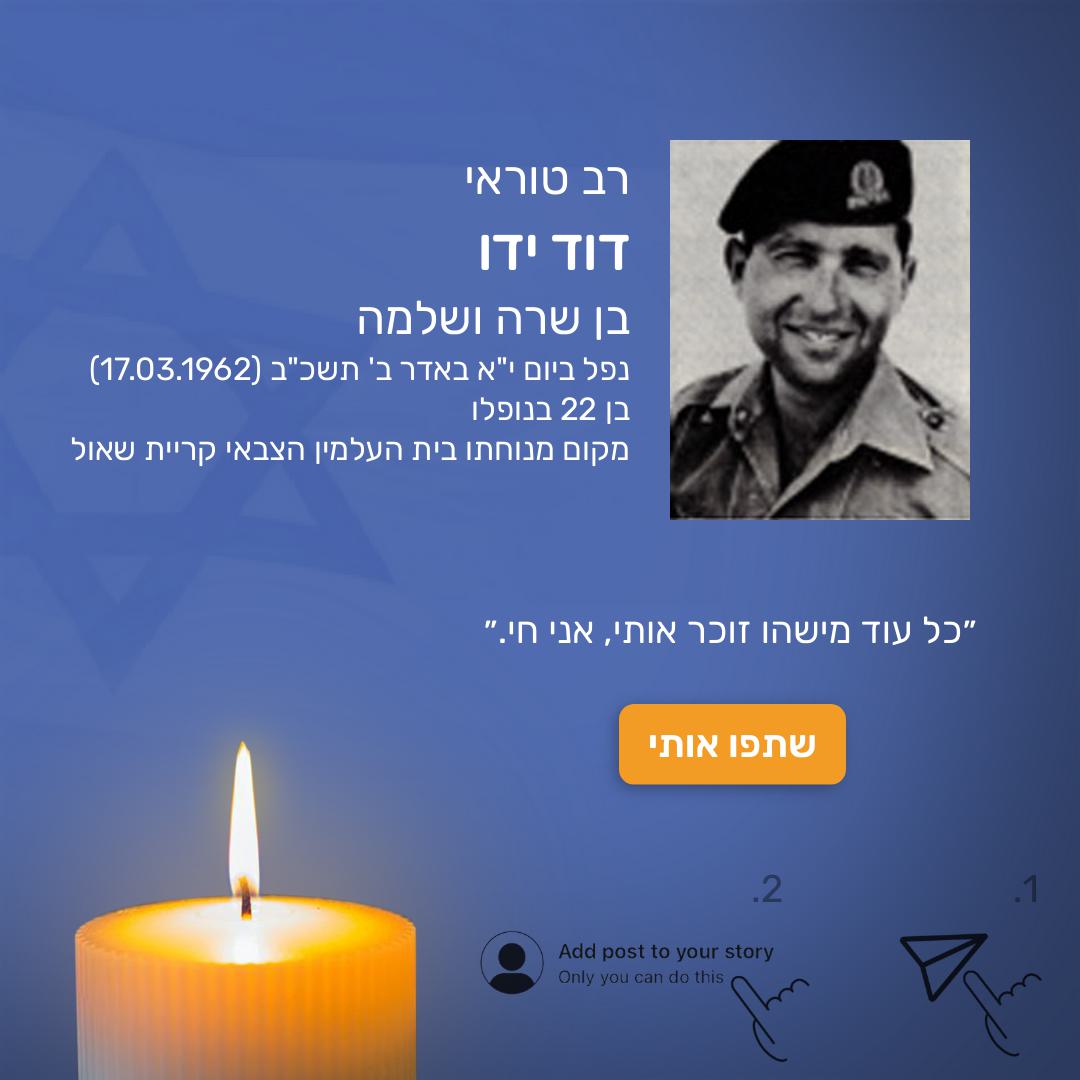 רב טוראי
דוד ידו
בן שרה ושלמה
נפל ביום י"א באדר ב' תשכ"ב (17.03.1962)
בן 22 בנופלו
מקום מנוחתו בית העלמין הצבאי קריית שאול
״כל עוד מישהו זוכר אותי, אני חי.״
שתפו אותי
1.
2.
Add post to your story
Only you can do this